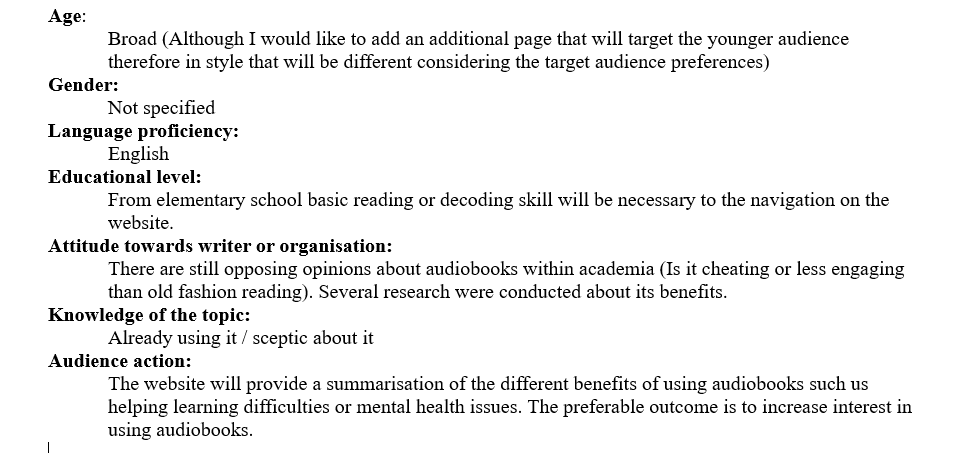 Age:
Broad (Although I would like to add an additional page that will target the younger audience
therefore in style that will be different considering the target audience preferences)
Gender:
Not specified
Language proficiency:
English
Educational level:
From elementary school basic reading or decoding skill will be necessary to the navigation on the
website.
Attitude towards writer or organisation:
There are still opposing opinions about audiobooks within academia (Is it cheating or less engaging
than old fashion reading). Several research were conducted about its benefits.
Knowledge of the topic:
Already using it / sceptic about it
Audience action:
The website will provide a summarisation of the different benefits of using audiobooks such us
helping learning difficulties or mental health issues. The preferable outcome is to increase interest in
using audiobooks.